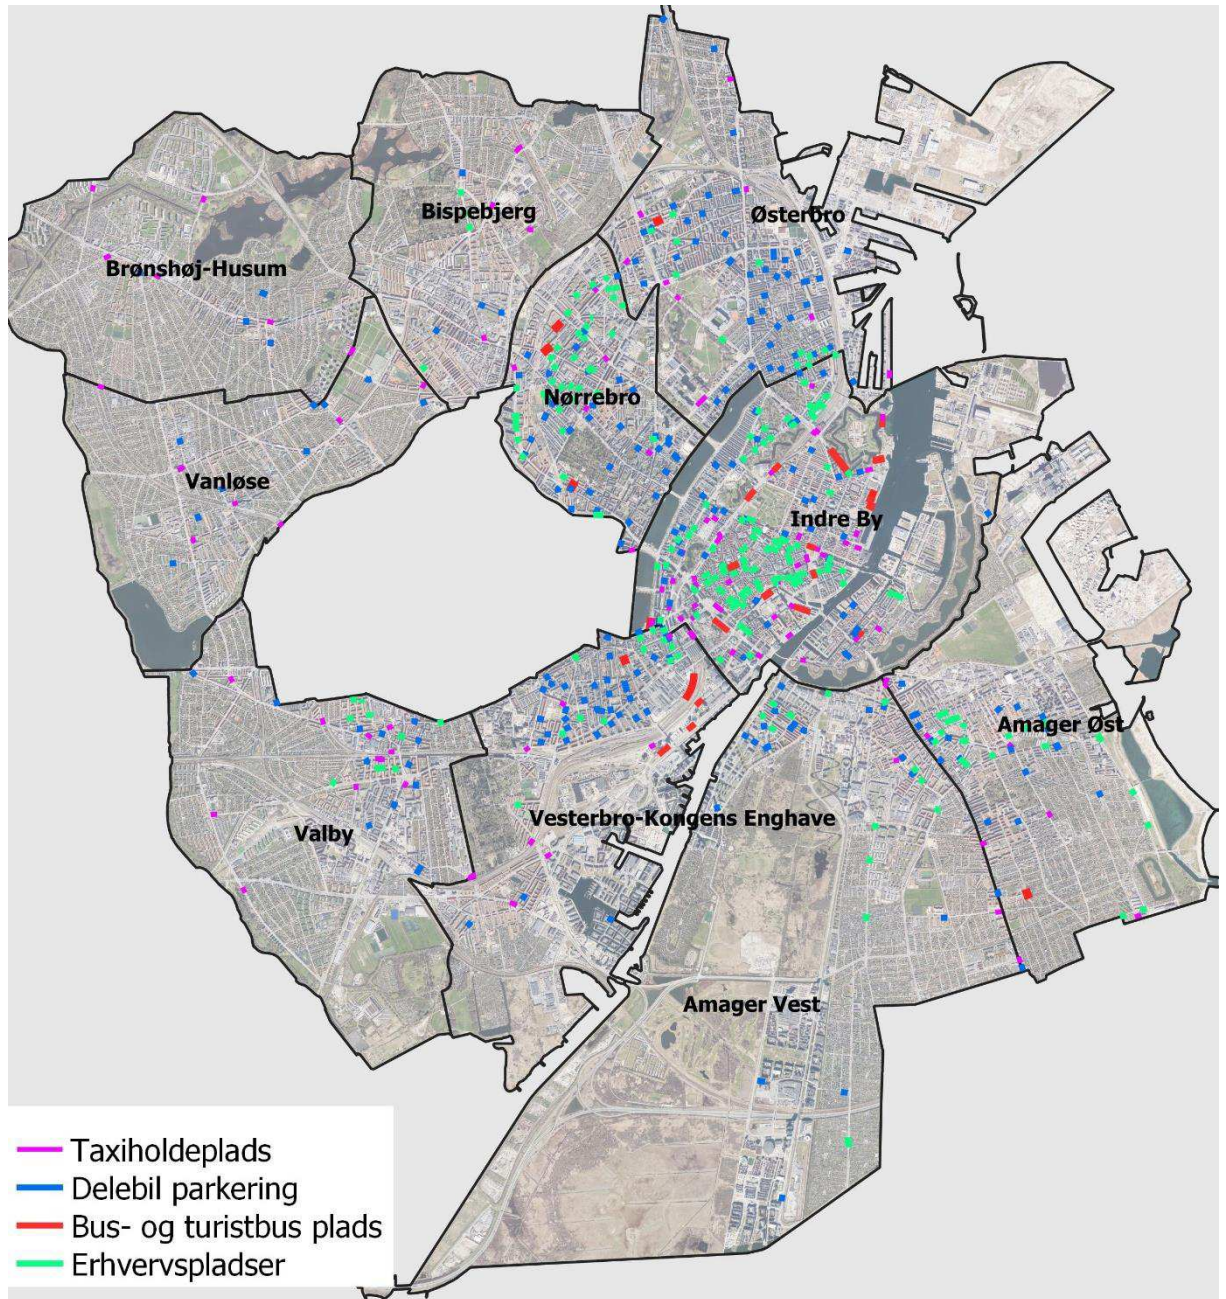 Bispebjerg
Østerbro
Brønshøj-Husum
Nørrebro
Vanløse
Indre By
Amager Øst
Vesterbro-Kongens Enghave
Valby
Amager Vest
Taxiholdeplads
Delebil parkering
Bus- og turistbus plads
Erhvervspladser